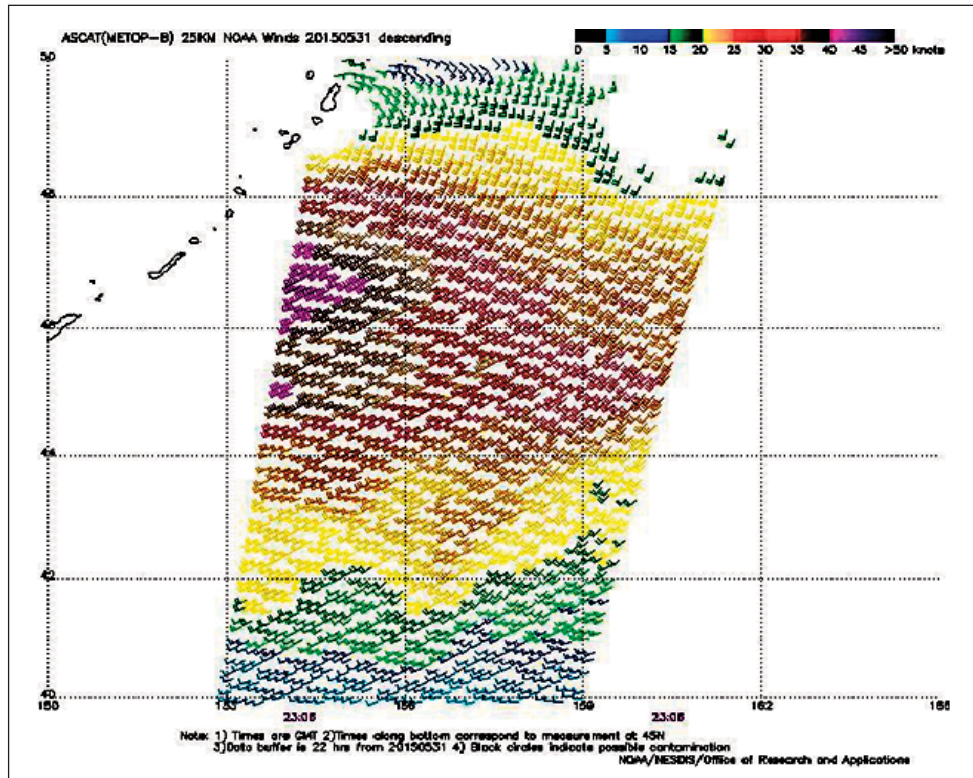 ASCAT(METOP-B) 25KM NOAA Winds 20150531 descending
0 5 10 15 20 25 30 35 40 45 >50 knots
50
48
46
44
42
40
150 153 156 159 162 165
23:06 23:06
Note: 1) Times are GMT 2)Times along bottom correspond to measurement at 45N
3)Data buffer is 22 hrs from 20150531 4) Black circles indicate possible contamination
NOAA/NESDIS/Office of Research and Applications